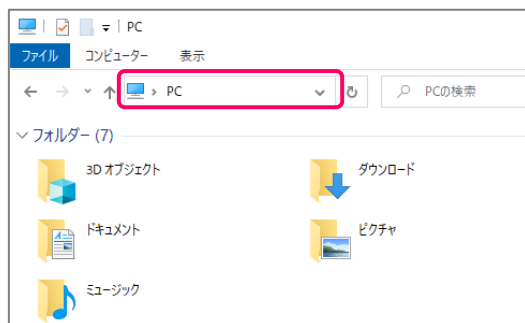 PC
ファイル コンピューター 表示
PC PCの検索
フォルダー (7)
3D オブジェクト ダウンロード
ドキュメント ピクチャ
ミュージック